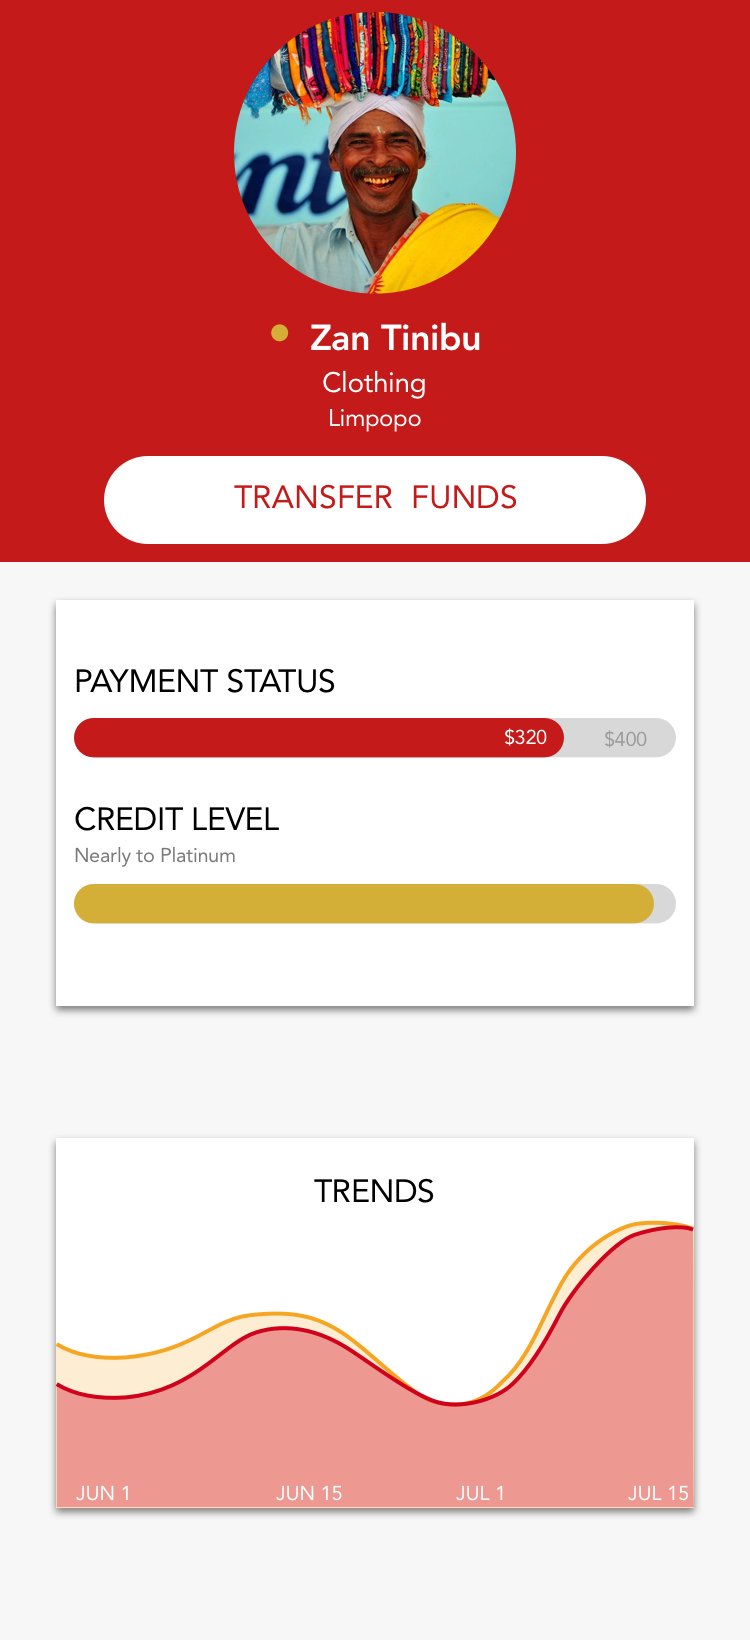 nt
Zan Tinibu
Clothing
Limpopo
TRANSFER FUNDS
PAYMENT STATUS
$320 $400
CREDIT LEVEL
Nearly to Platinum
TRENDS
JUN 1 JUN 15 JUL 1 JUL 15